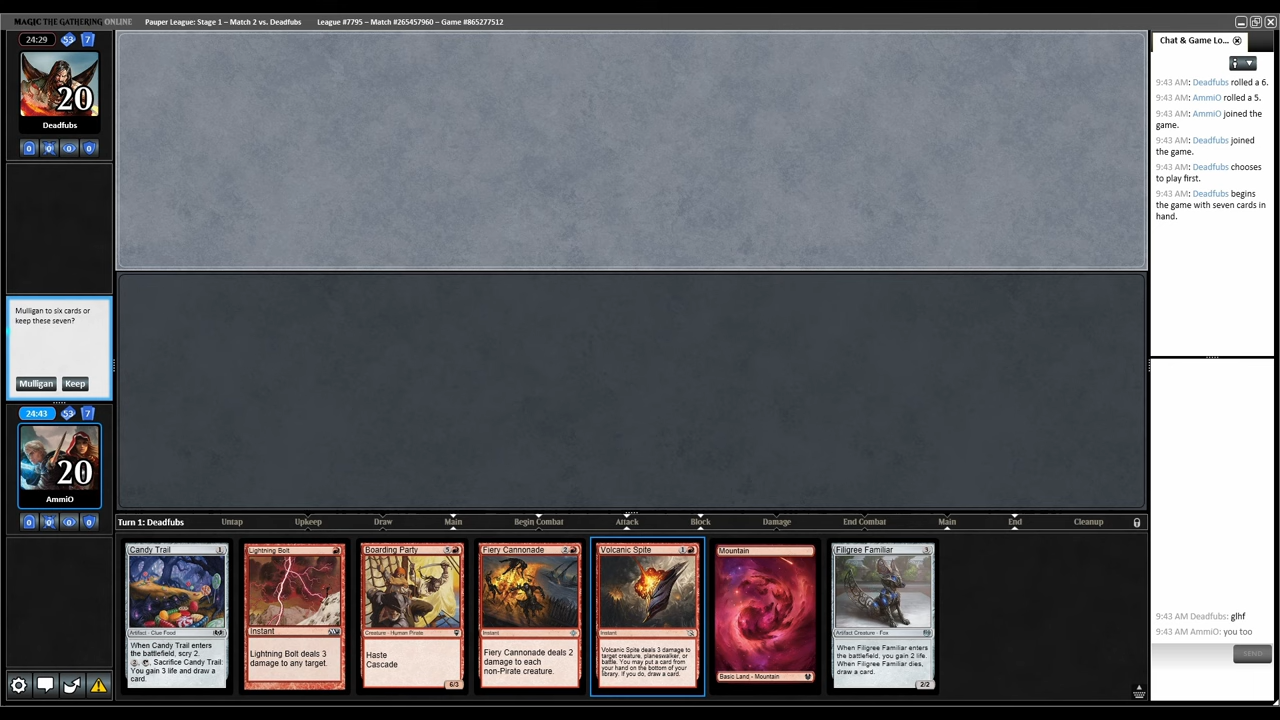 MAGIC THE GATHERING ONLINE Pauper League: Stage 1 – Match 2 vs. Deadfubs League #7795 – Match #265457960 – Game #865277512
24:29 53 7
20
Deadfubs
0 0 0 0
Mulligan to six cards or
keep these seven?
Mulligan Keep
24:43 53 7
20
AmmiO
0 0 0 0
Turn 1: Deadfubs Untap Upkeep Draw Main Begin Combat Attack Block Damage End Combat Main End Cleanup
Candy Trail 1
Artifact - Clue Food
When Candy Trail enters
the battlefield, scry 2.
2, T, Sacrifice Candy Trail:
You gain 3 life and draw a
card.
Lightning Bolt
Instant
Lightning Bolt deals 3
damage to any target.
Boarding Party 5
Creature - Human Pirate
Haste
Cascade
6/3
Fiery Cannonade 2
Instant
Fiery Cannonade deals 2
damage to each
non-Pirate creature.
Volcanic Spite 1
Instant
Volcanic Spite deals 3 damage to
target creature, planeswalker, or
battle. You may put a card from
your hand on the bottom of your
library. If you do, draw a card.
Mountain
Basic Land - Mountain
Filigree Familiar 3
Artifact Creature - Fox
When Filigree Familiar
enters the battlefield, you
gain 2 life.
When Filigree Familiar
dies, draw a card.
2/2
Chat & Game Lo...
9:43 AM: Deadfubs rolled a 6.
9:43 AM: AmmiO rolled a 5.
9:43 AM: AmmiO joined the
game.
9:43 AM: Deadfubs joined
the game.
9:43 AM: Deadfubs chooses
to play first.
9:43 AM: Deadfubs begins
the game with seven cards in
hand.
9:43 AM Deadfubs: glhf
9:43 AM AmmiO: you too
SEND